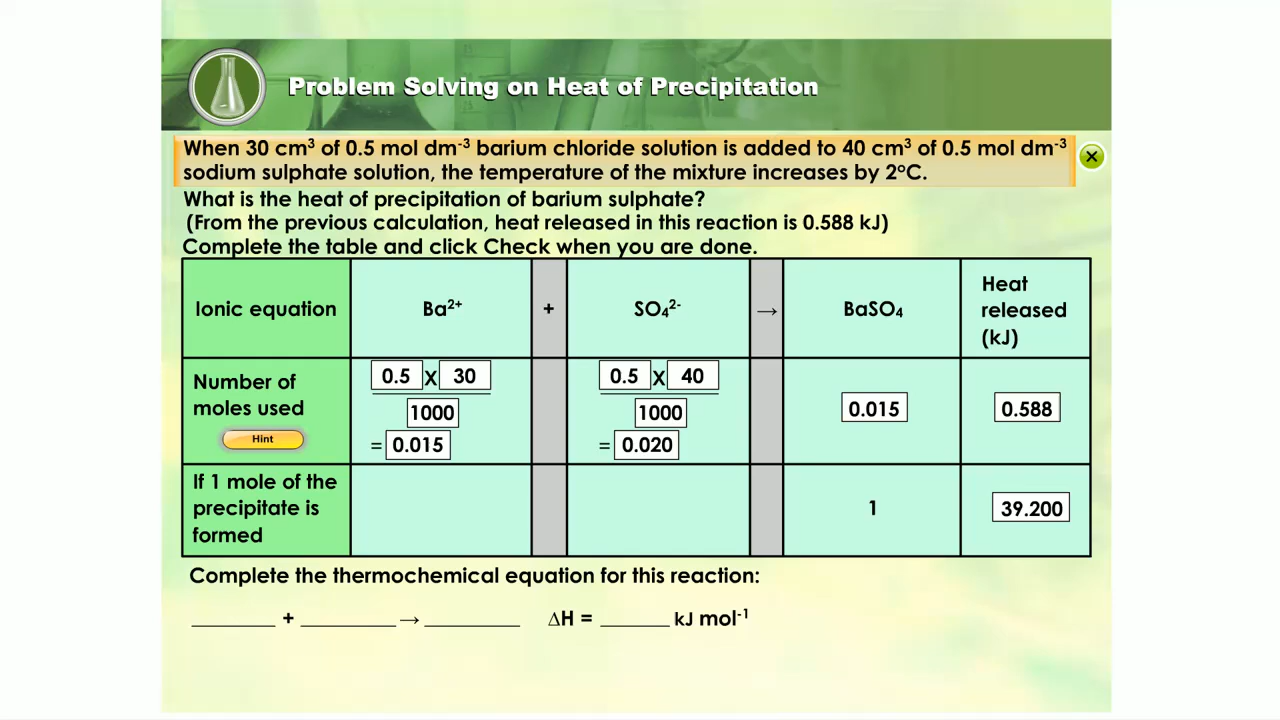 Problem Solving on Heat of Precipitation
When 30 cm³ of 0.5 mol dm⁻³ barium chloride solution is added to 40 cm³ of 0.5 mol dm⁻³
sodium sulphate solution, the temperature of the mixture increases by 2°C.
What is the heat of precipitation of barium sulphate?
(From the previous calculation, heat released in this reaction is 0.588 kJ)
Complete the table and click Check when you are done.
Ionic equation Ba²⁺ + SO₄²⁻ → BaSO₄ Heat
released
(kJ)
Number of
moles used
Hint
0.5 X 30
1000
= 0.015
0.5 X 40
1000
= 0.020
0.015
0.588
If 1 mole of the
precipitate is
formed
1
39.200
Complete the thermochemical equation for this reaction:
________ + _________ → _________ ΔH = _______ kJ mol⁻¹